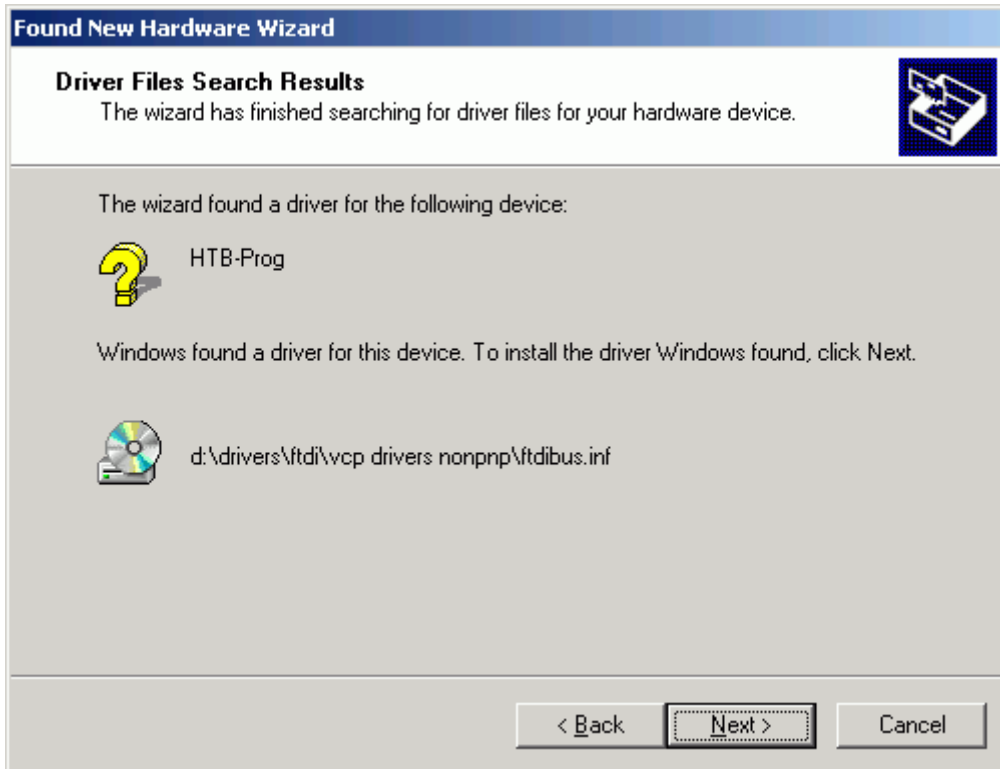 Found New Hardware Wizard
Driver Files Search Results
The wizard has finished searching for driver files for your hardware device.
The wizard found a driver for the following device:
HTB-Prog
Windows found a driver for this device. To install the driver Windows found, click Next.
d:\drivers\ftdi\vcp drivers nonpnp\ftdibus.inf
< Back
Next >
Cancel